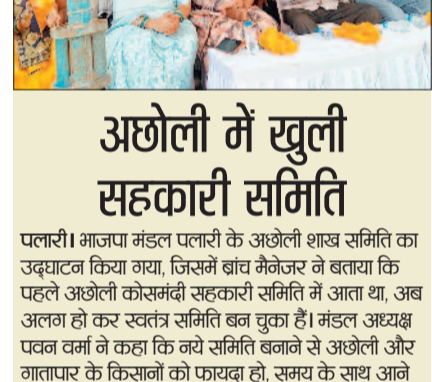 अछोली में खुली
सहकारी समिति
पलारी। भाजपा मंडल पलारी के अछोली शाख समिति का
उद्घाटन किया गया, जिसमें ब्रांच मैनेजर ने बताया कि
पहले अछोली कोसमंदी सहकारी समिति में आता था, अब
अलग हो कर स्वतंत्र समिति बन चुका हैं। मंडल अध्यक्ष
पवन वर्मा ने कहा कि नये समिति बनाने से अछोली और
गातापार के किसानों को फायदा हो, समय के साथ आने